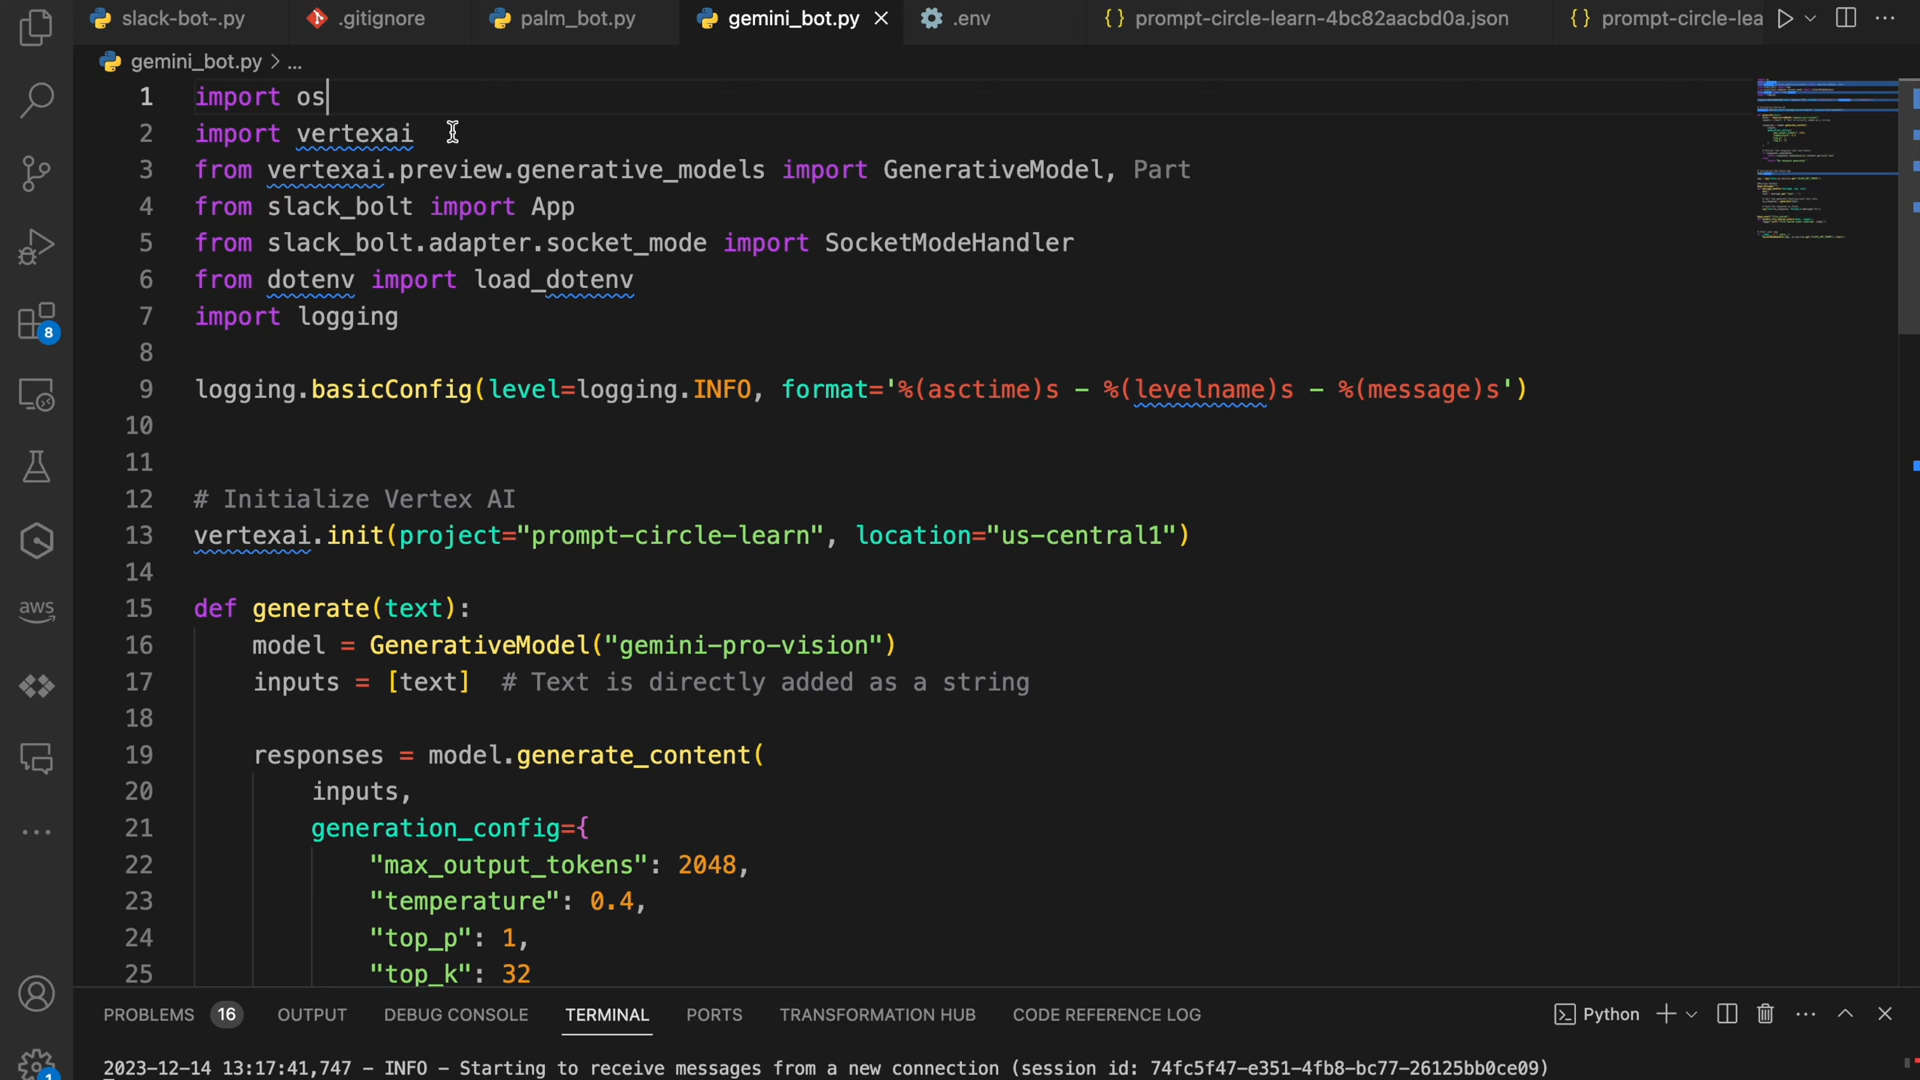 slack-bot-.py
.gitignore
palm_bot.py
gemini_bot.py
.env
{} prompt-circle-learn-4bc82aacbd0a.json
{} prompt-circle-lea
gemini_bot.py > ...
1 import os
2 import vertexai
3 from vertexai.preview.generative_models import GenerativeModel, Part
4 from slack_bolt import App
5 from slack_bolt.adapter.socket_mode import SocketModeHandler
6 from dotenv import load_dotenv
7 import logging
8
9 logging.basicConfig(level=logging.INFO, format='%(asctime)s - %(levelname)s - %(message)s')
10
11
12 # Initialize Vertex AI
13 vertexai.init(project="prompt-circle-learn", location="us-central1")
14
15 def generate(text):
16 model = GenerativeModel("gemini-pro-vision")
17 inputs = [text]  # Text is directly added as a string
18
19 responses = model.generate_content(
20 inputs,
21 generation_config={
22 "max_output_tokens": 2048,
23 "temperature": 0.4,
24 "top_p": 1,
25 "top_k": 32
8
aws
1
PROBLEMS 16 OUTPUT DEBUG CONSOLE TERMINAL PORTS TRANSFORMATION HUB CODE REFERENCE LOG Python
2023-12-14 13:17:41,747 - INFO - Starting to receive messages from a new connection (session id: 74fc5f47-e351-4fb8-bc77-26125bb0ce09)